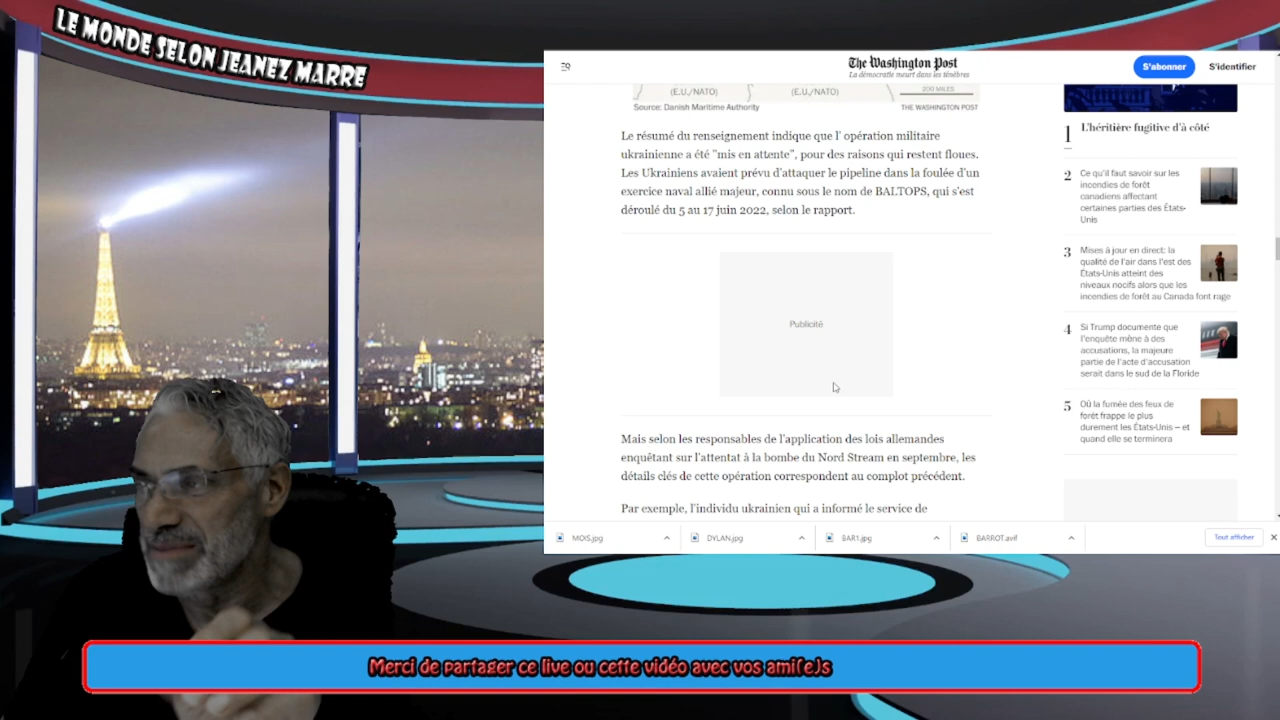 LE MONDE SELON JEANEZ MARRE
The Washington Post
La démocratie meurt dans les ténèbres
S'abonner
S'identifier
(E.U./NATO)
(E.U./NATO)
200 MILES
Source: Danish Maritime Authority
THE WASHINGTON POST
Le résumé du renseignement indique que l' opération militaire
ukrainienne a été "mis en attente", pour des raisons qui restent floues.
Les Ukrainiens avaient prévu d'attaquer le pipeline dans la foulée d'un
exercice naval allié majeur, connu sous le nom de BALTOPS, qui s'est
déroulé du 5 au 17 juin 2022, selon le rapport.
Publicité
Mais selon les responsables de l'application des lois allemandes
enquêtant sur l'attentat à la bombe du Nord Stream en septembre, les
détails clés de cette opération correspondent au complot précédent.
Par exemple, l'individu ukrainien qui a informé le service de
1
L'héritière fugitive d'à côté
2
Ce qu'il faut savoir sur les
incendies de forêt
canadiens affectant
certaines parties des États-
Unis
3
Mises à jour en direct: la
qualité de l'air dans l'est des
États-Unis atteint des
niveaux nocifs alors que les
incendies de forêt au Canada font rage
4
Si Trump documente que
l'enquête mène à des
accusations, la majeure
partie de l'acte d'accusation
serait dans le sud de la Floride
5
Où la fumée des feux de
forêt frappe le plus
durement les États-Unis – et
quand elle se terminera
MOIS.jpg
DYLAN.jpg
BAR1.jpg
BARROT.avif
Tout afficher
Merci de partager ce live ou cette vidéo avec vos ami(e)s